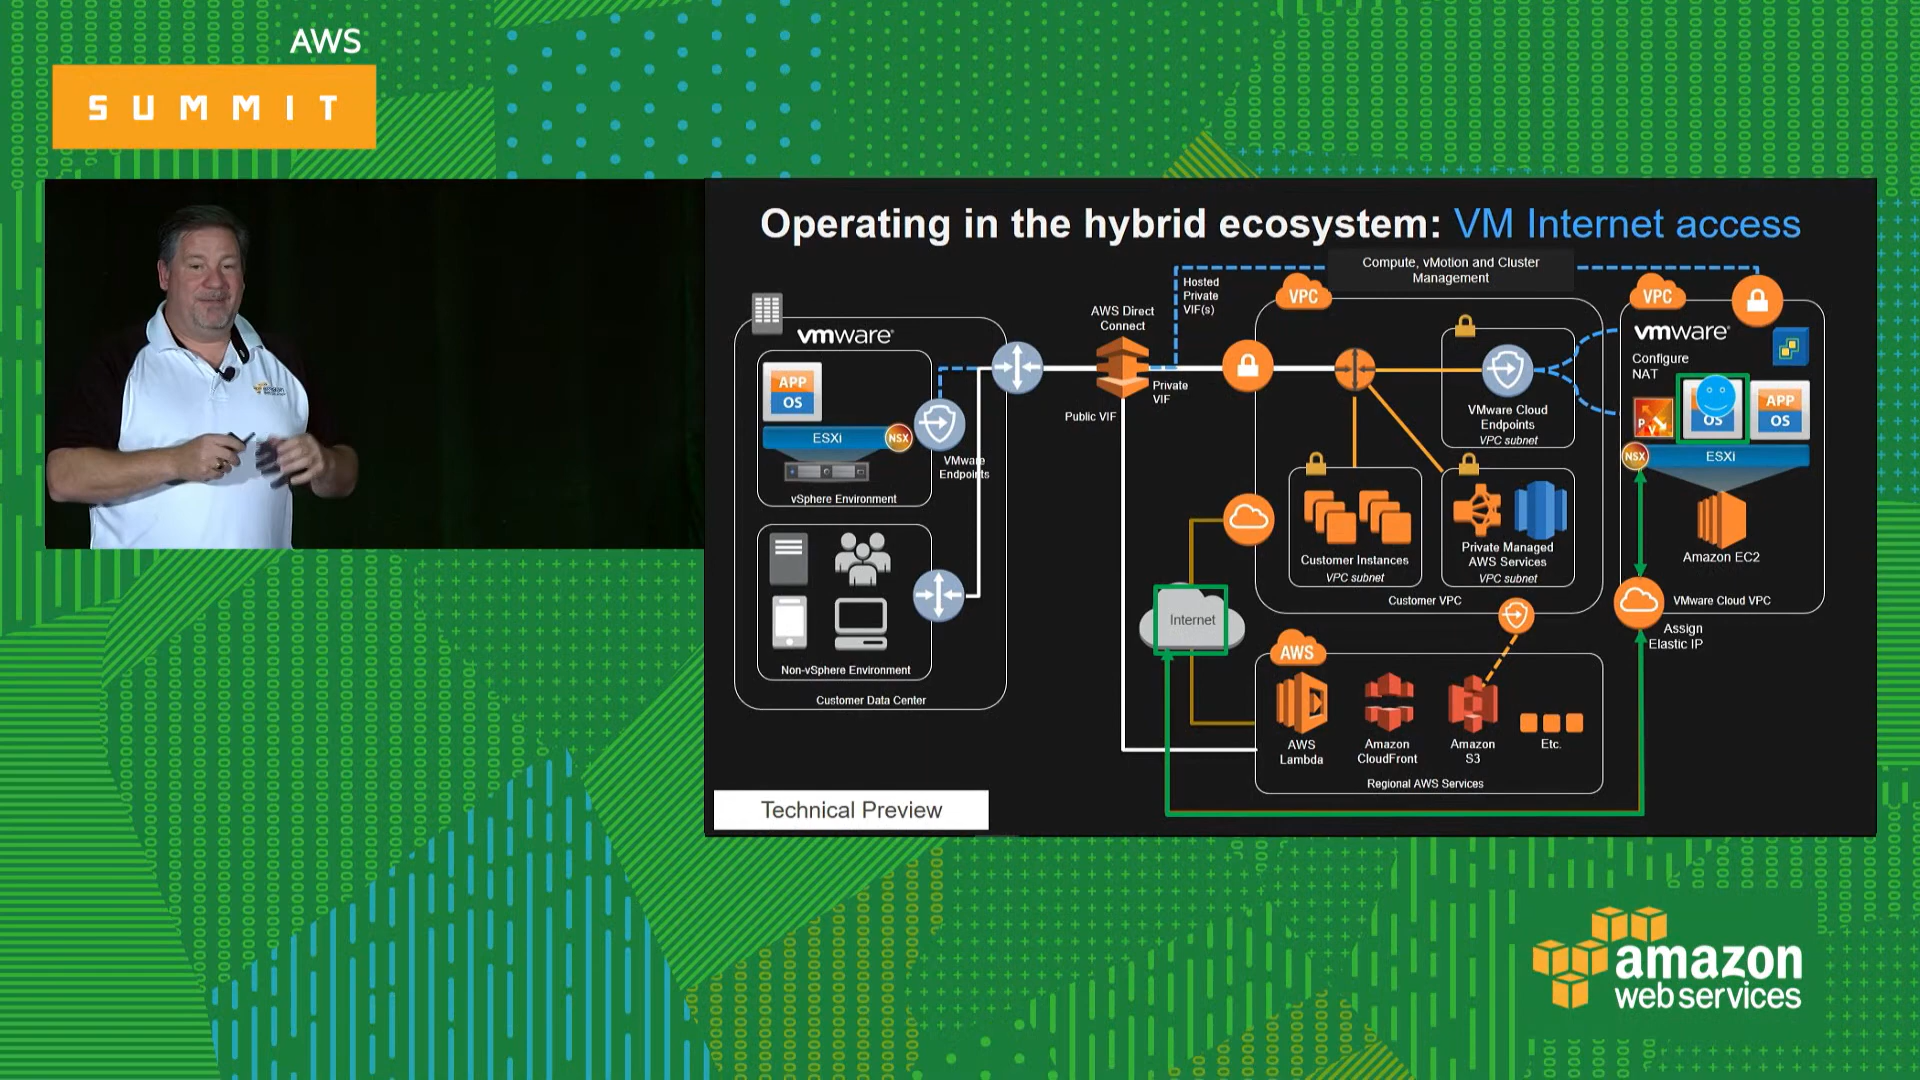 AWS
SUMMIT
Operating in the hybrid ecosystem: VM Internet access
Compute, vMotion and Cluster
Management
Hosted
Private
VIF(s)
AWS Direct
Connect
Private
VIF
Public VIF
vmware
APP
OS
ESXi
NSX
vSphere Environment
VMware
Endpoints
Non-vSphere Environment
Customer Data Center
VPC
VMware Cloud
Endpoints
VPC subnet
Customer Instances
VPC subnet
Private Managed
AWS Services
VPC subnet
Customer VPC
VPC
vmware
Configure
NAT
OS
APP
OS
NSX
ESXi
Amazon EC2
VMware Cloud VPC
Assign
Elastic IP
Internet
AWS
AWS
Lambda
Amazon
CloudFront
Amazon
S3
Etc.
Regional AWS Services
Technical Preview
amazon
web services